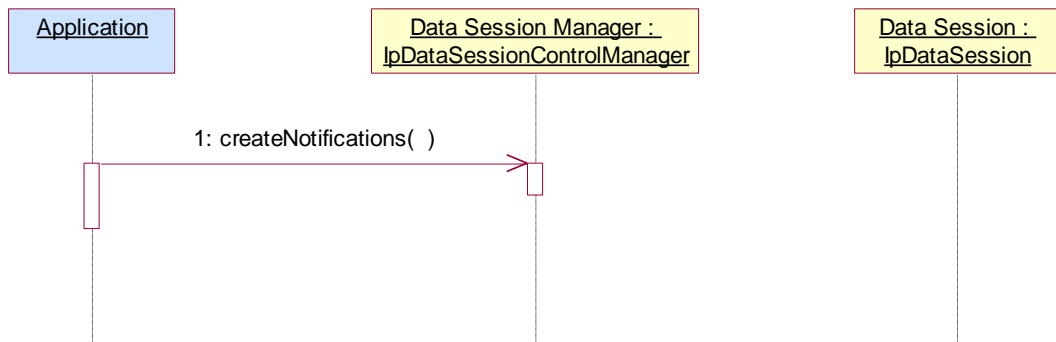 Application
Data Session Manager :
IpDataSessionControlManager
Data Session :
IpDataSession
1: createNotifications(  )